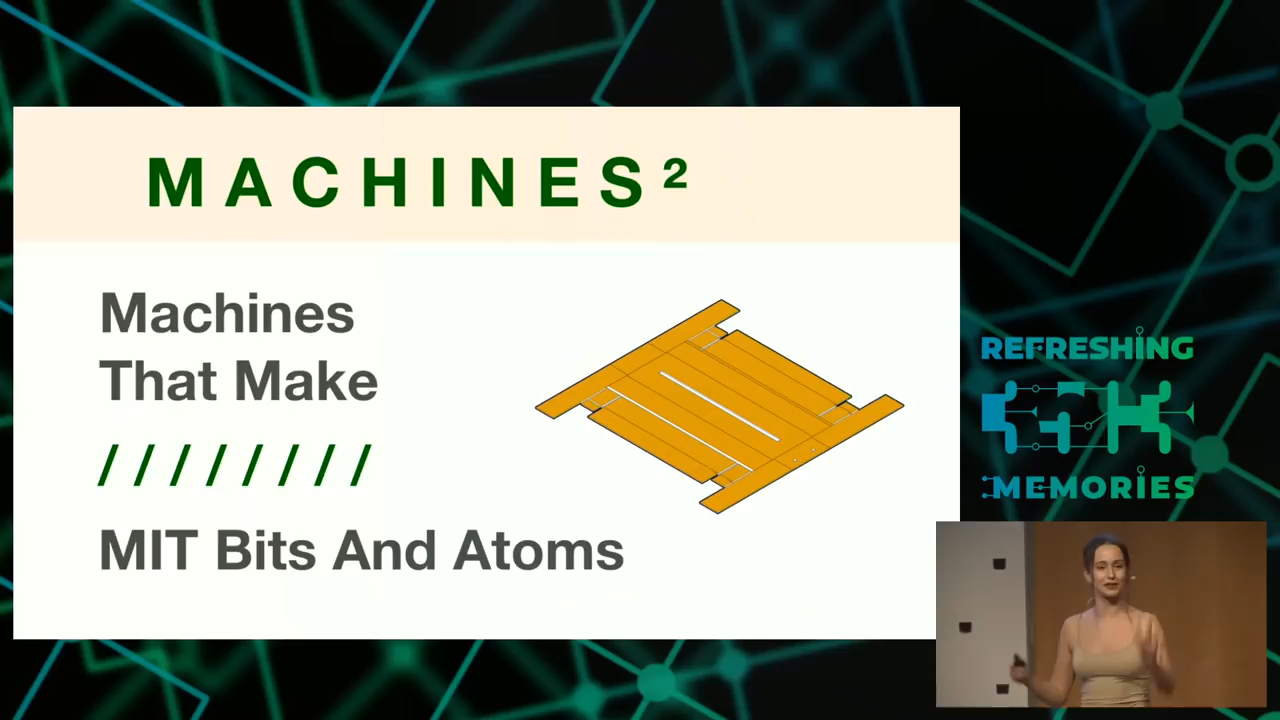 MACHINES²
Machines
That Make
////////
MIT Bits And Atoms
REFRESHING
MEMORIES